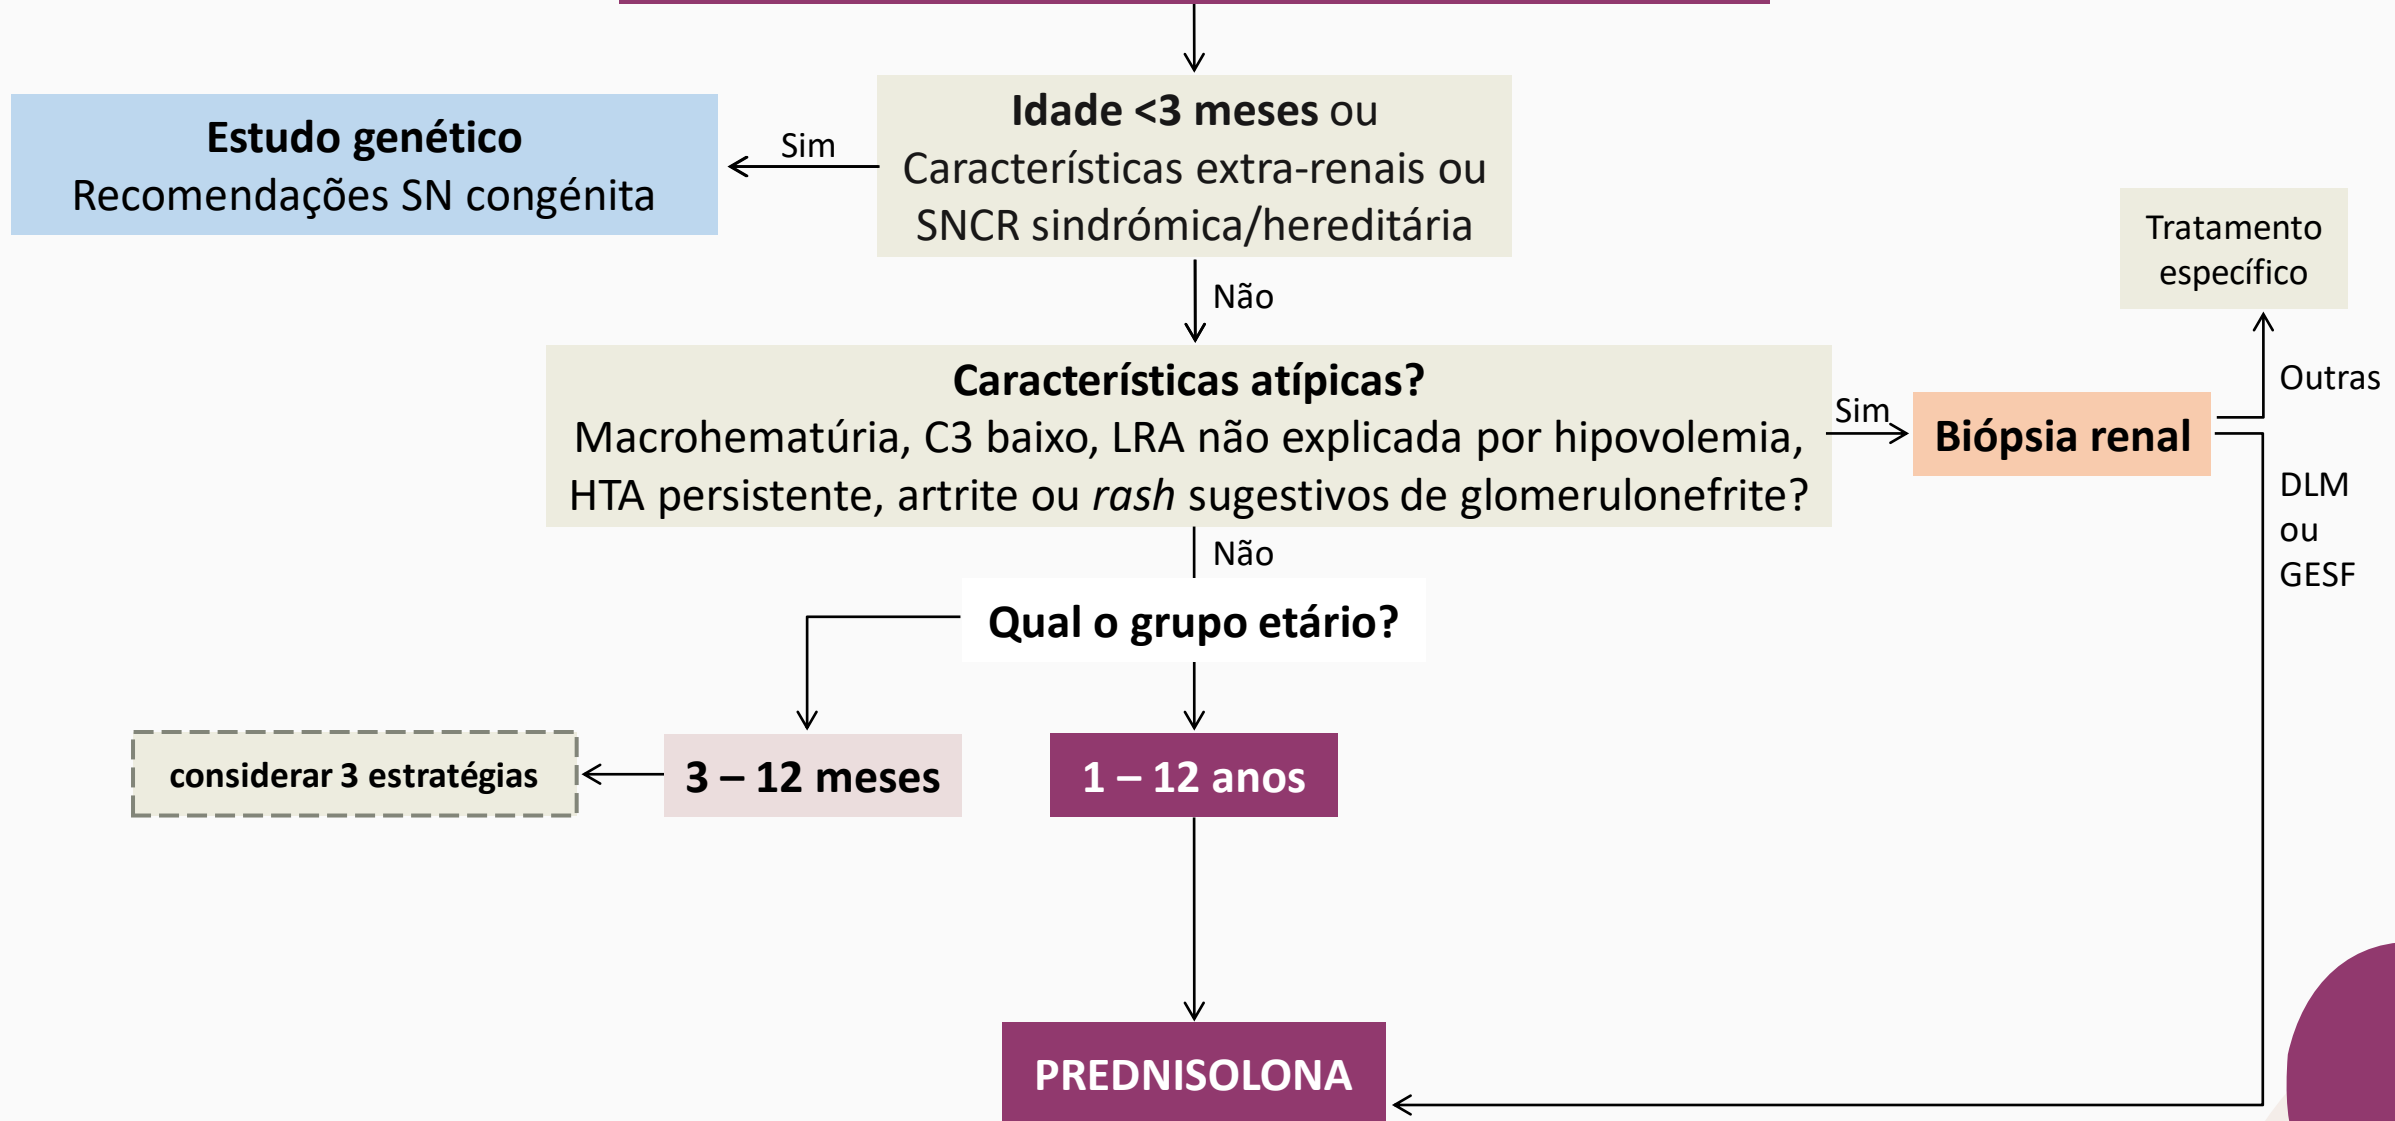 Idade <3 meses ou
Características extra-renais ou
SNCR sindrómica/hereditária
Sim
Estudo genético
Recomendações SN congénita
Não
Características atípicas?
Macrohematúria, C3 baixo, LRA não explicada por hipovolemia,
HTA persistente, artrite ou rash sugestivos de glomerulonefrite?
Sim
Biópsia renal
Outras
Tratamento
específico
DLM
ou
GESF
Não
Qual o grupo etário?
3 – 12 meses
considerar 3 estratégias
1 – 12 anos
PREDNISOLONA